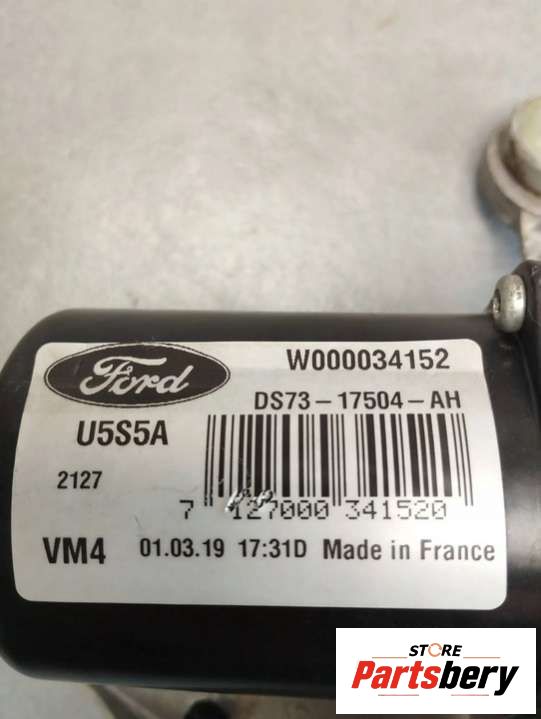 Ford
W000034152
DS73-17504-AH
U5S5A
2127
7 127000 341520
VM4 01.03.19 17:31D Made in France
STORE
Partsbery